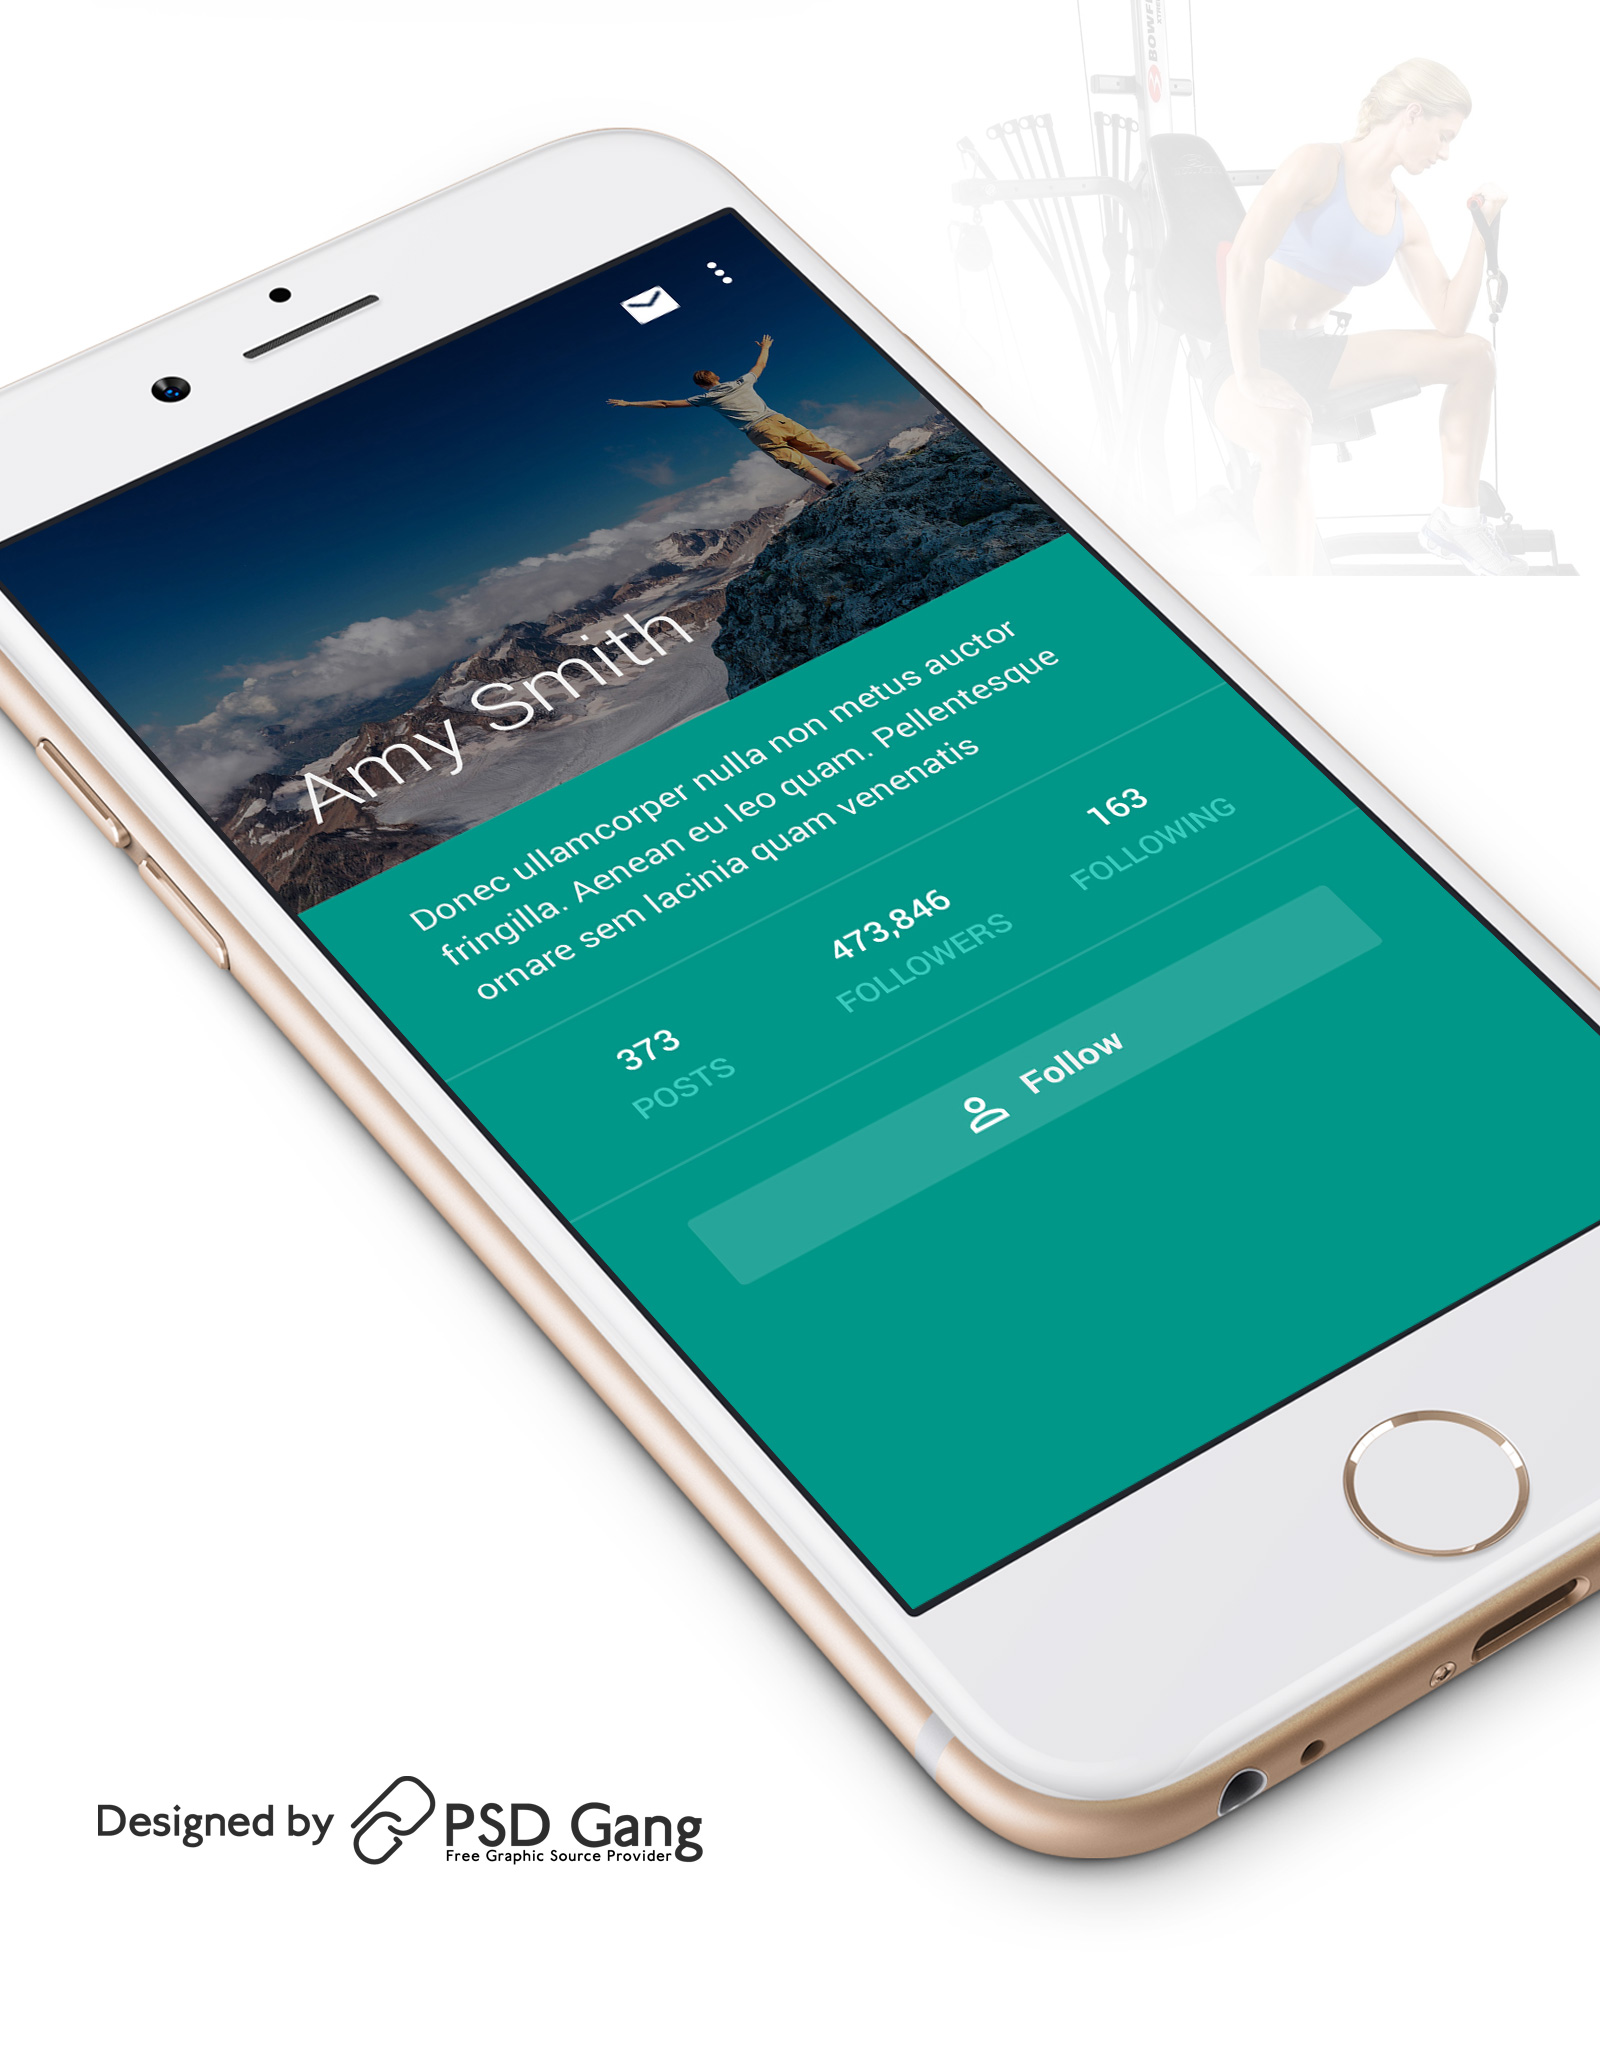 Amy Smith
Donec ullamcorper nulla non metus auctor
fringilla. Aenean eu leo quam. Pellentesque
ornare sem lacinia quam venenatis
373
POSTS
473,846
FOLLOWERS
163
FOLLOWING
Follow
Designed by PSD Gang
Free Graphic Source Provider